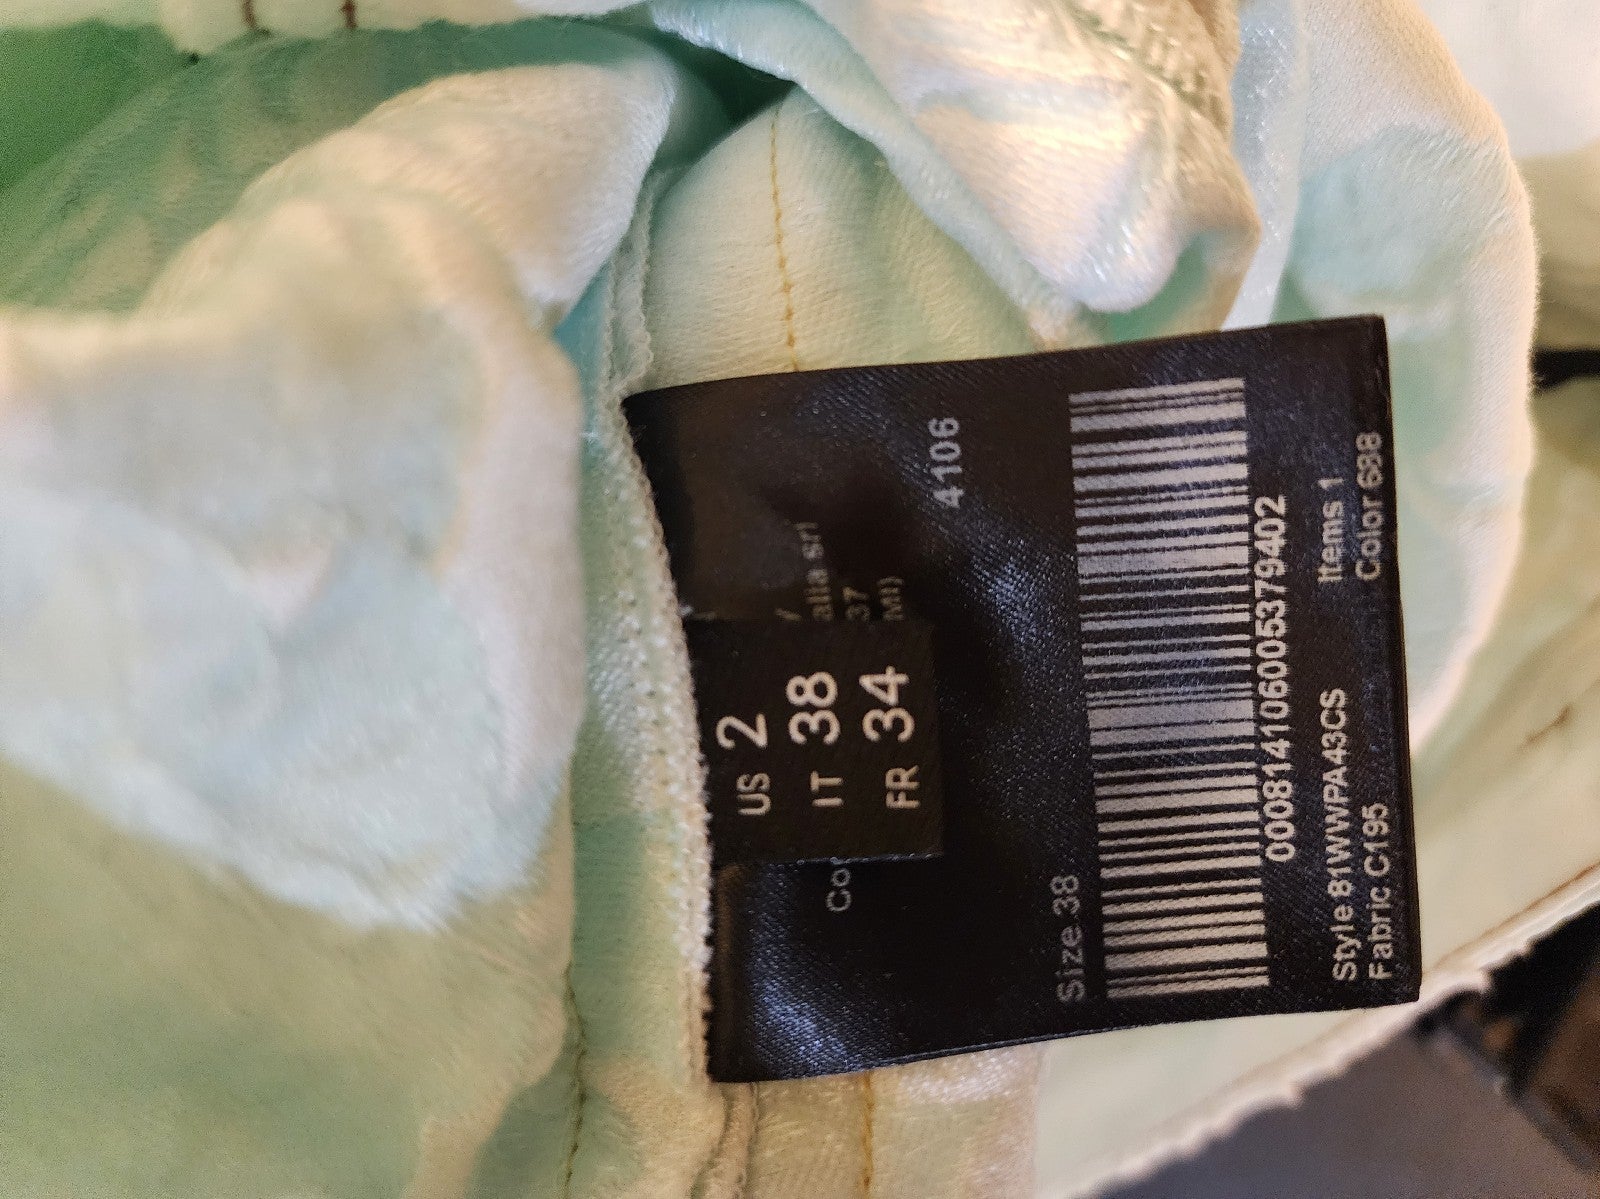 US 2
IT 38
FR 34
4106
Size 38
000814106005379402
Style 81WWPA43CS Items 1
Fabric C195 Color 688